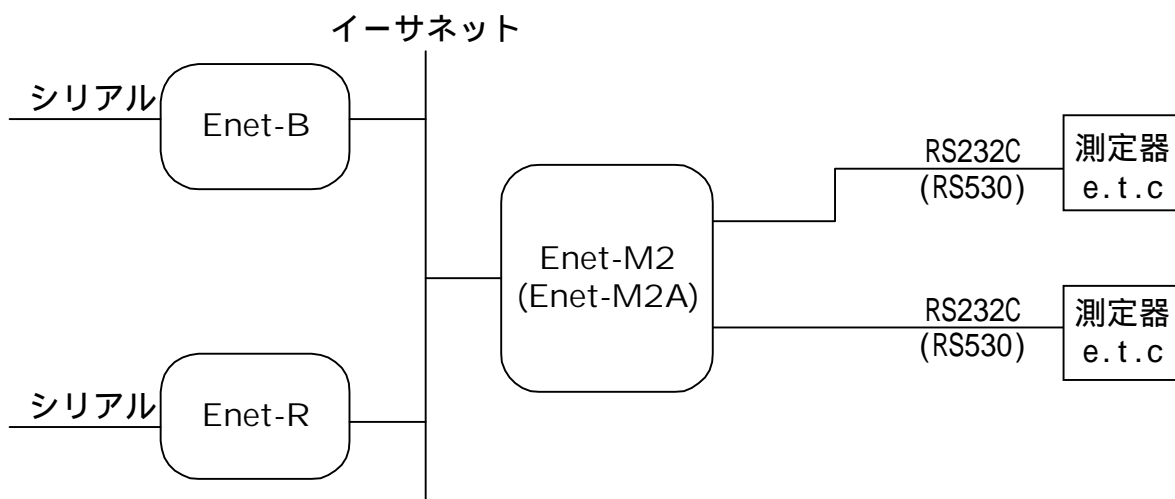 イーサネット
シリアル
Enet-B
シリアル
Enet-R
Enet-M2
(Enet-M2A)
RS232C
(RS530)
測定器
e.t.c
RS232C
(RS530)
測定器
e.t.c